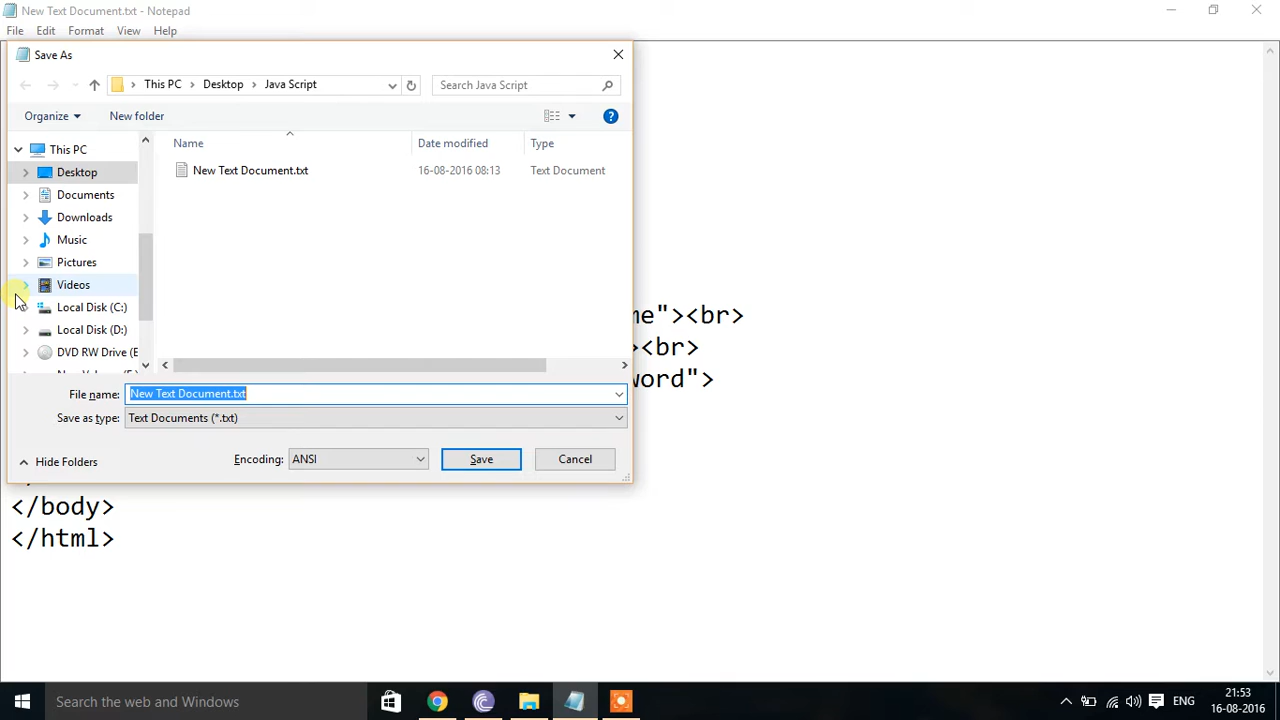 New Text Document.txt - Notepad
File Edit Format View Help
Save As
This PC Desktop Java Script
Search Java Script
Organize New folder
Name Date modified Type
This PC
New Text Document.txt 16-08-2016 08:13 Text Document
Desktop
Documents
Downloads
Music
Pictures
Videos
Local Disk (C:)
Local Disk (D:)
DVD RW Drive (E
File name: New Text Document.txt
Save as type: Text Documents (*.txt)
Hide Folders Encoding: ANSI Save Cancel
me"><br>
><br>
word">
</body>
</html>
Search the web and Windows
ENG
21:53
16-08-2016